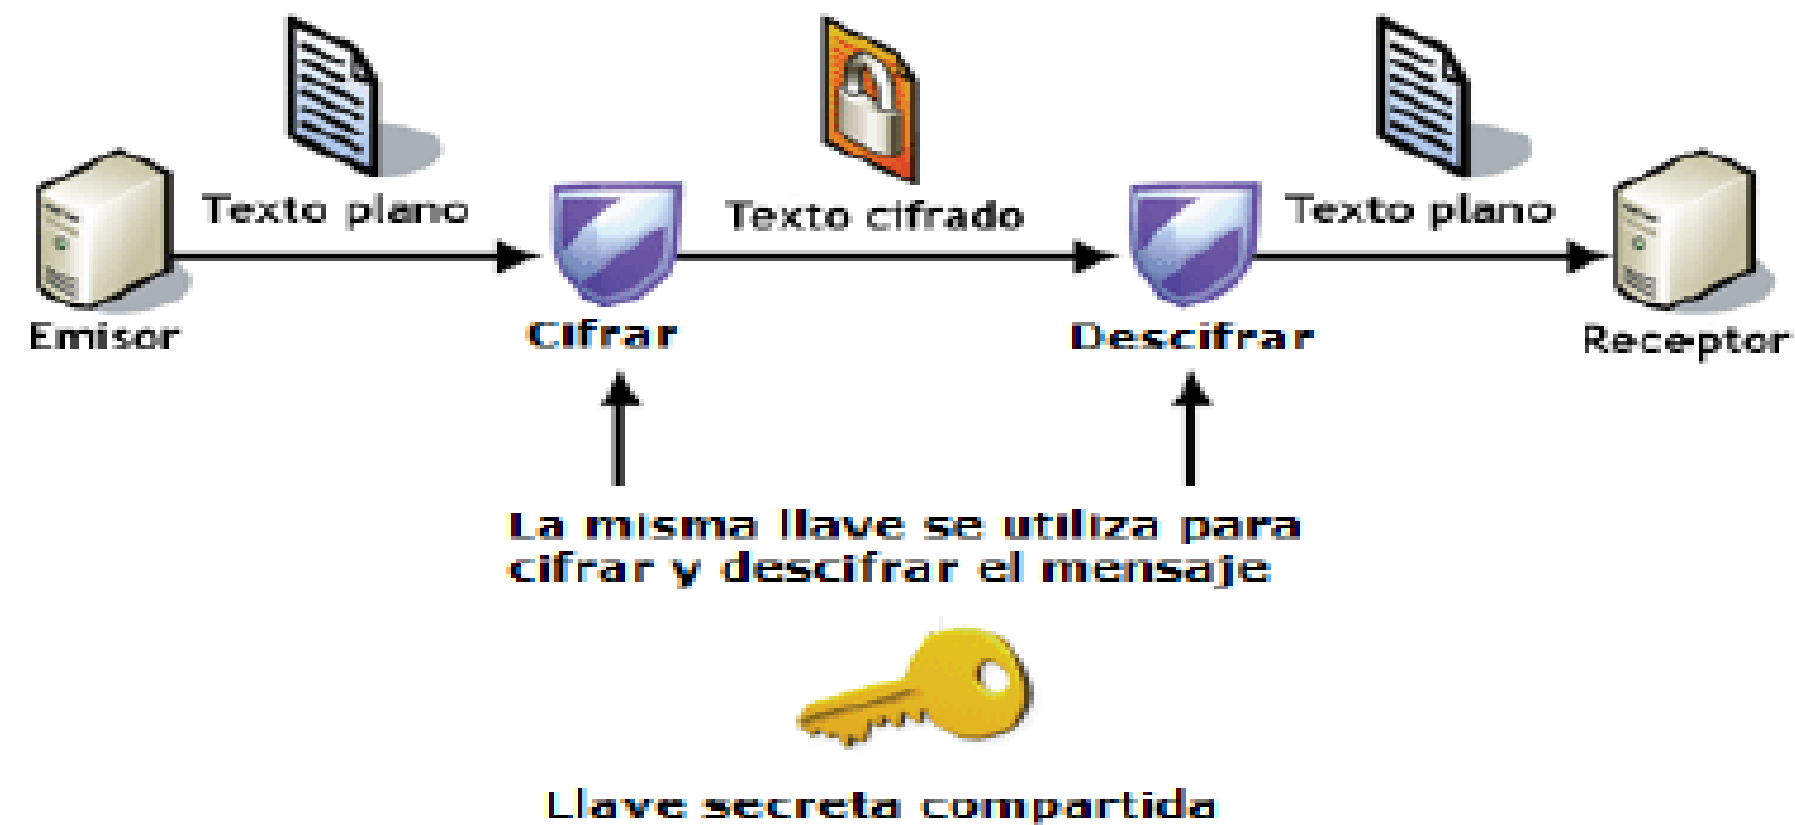 Texto plano
Texto cifrado
Texto plano
Emisor
Cifrar
Descifrar
Receptor
La misma llave se utiliza para
cifrar y descifrar el mensaje
Llave secreta compartida